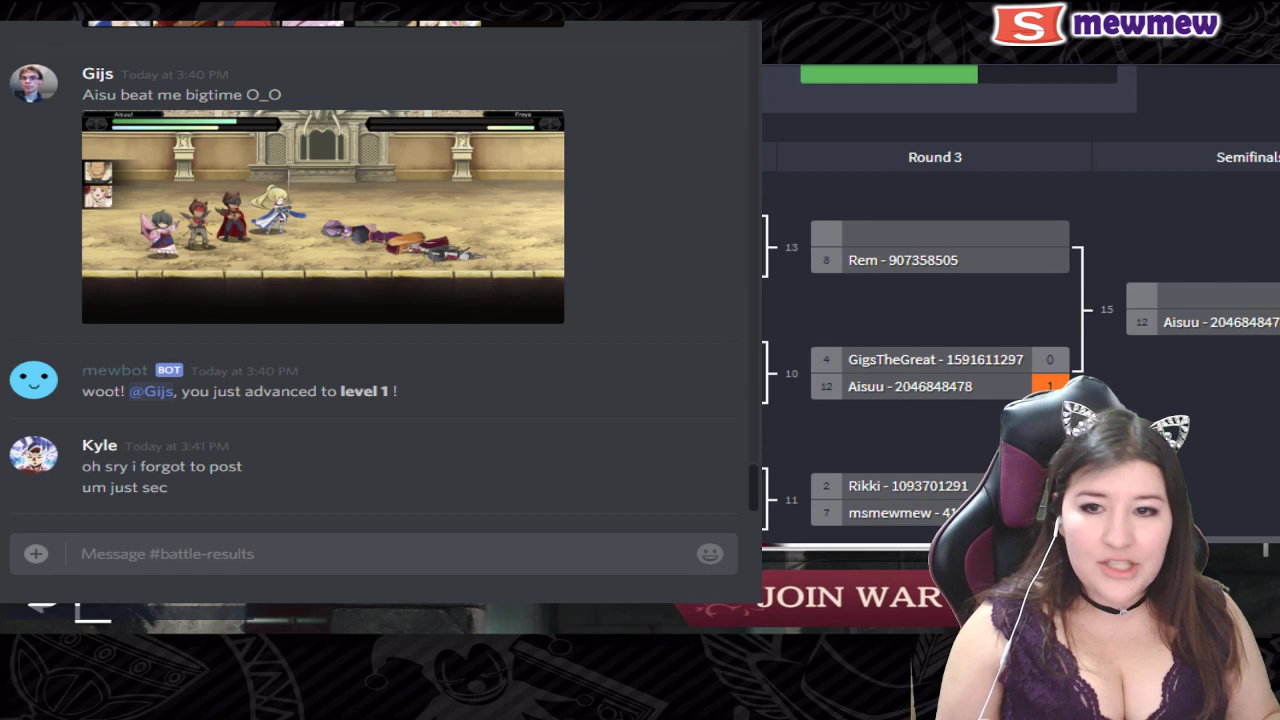 S mewmew
Gijs Today at 3:40 PM
Aisu beat me bigtime O_O
Aisuu! Freya
mewbot BOT Today at 3:40 PM
woot! @Gijs, you just advanced to level 1 !
Kyle Today at 3:41 PM
oh sry i forgot to post
um just sec
Message #battle-results
Round 3
Semifinals
13
8 Rem - 907358505
15
12 Aisuu - 204684847
10
4 GigsTheGreat - 1591611297 0
12 Aisuu - 2046848478 1
11
2 Rikki - 1093701291
7 msmewmew - 41
JOIN WAR